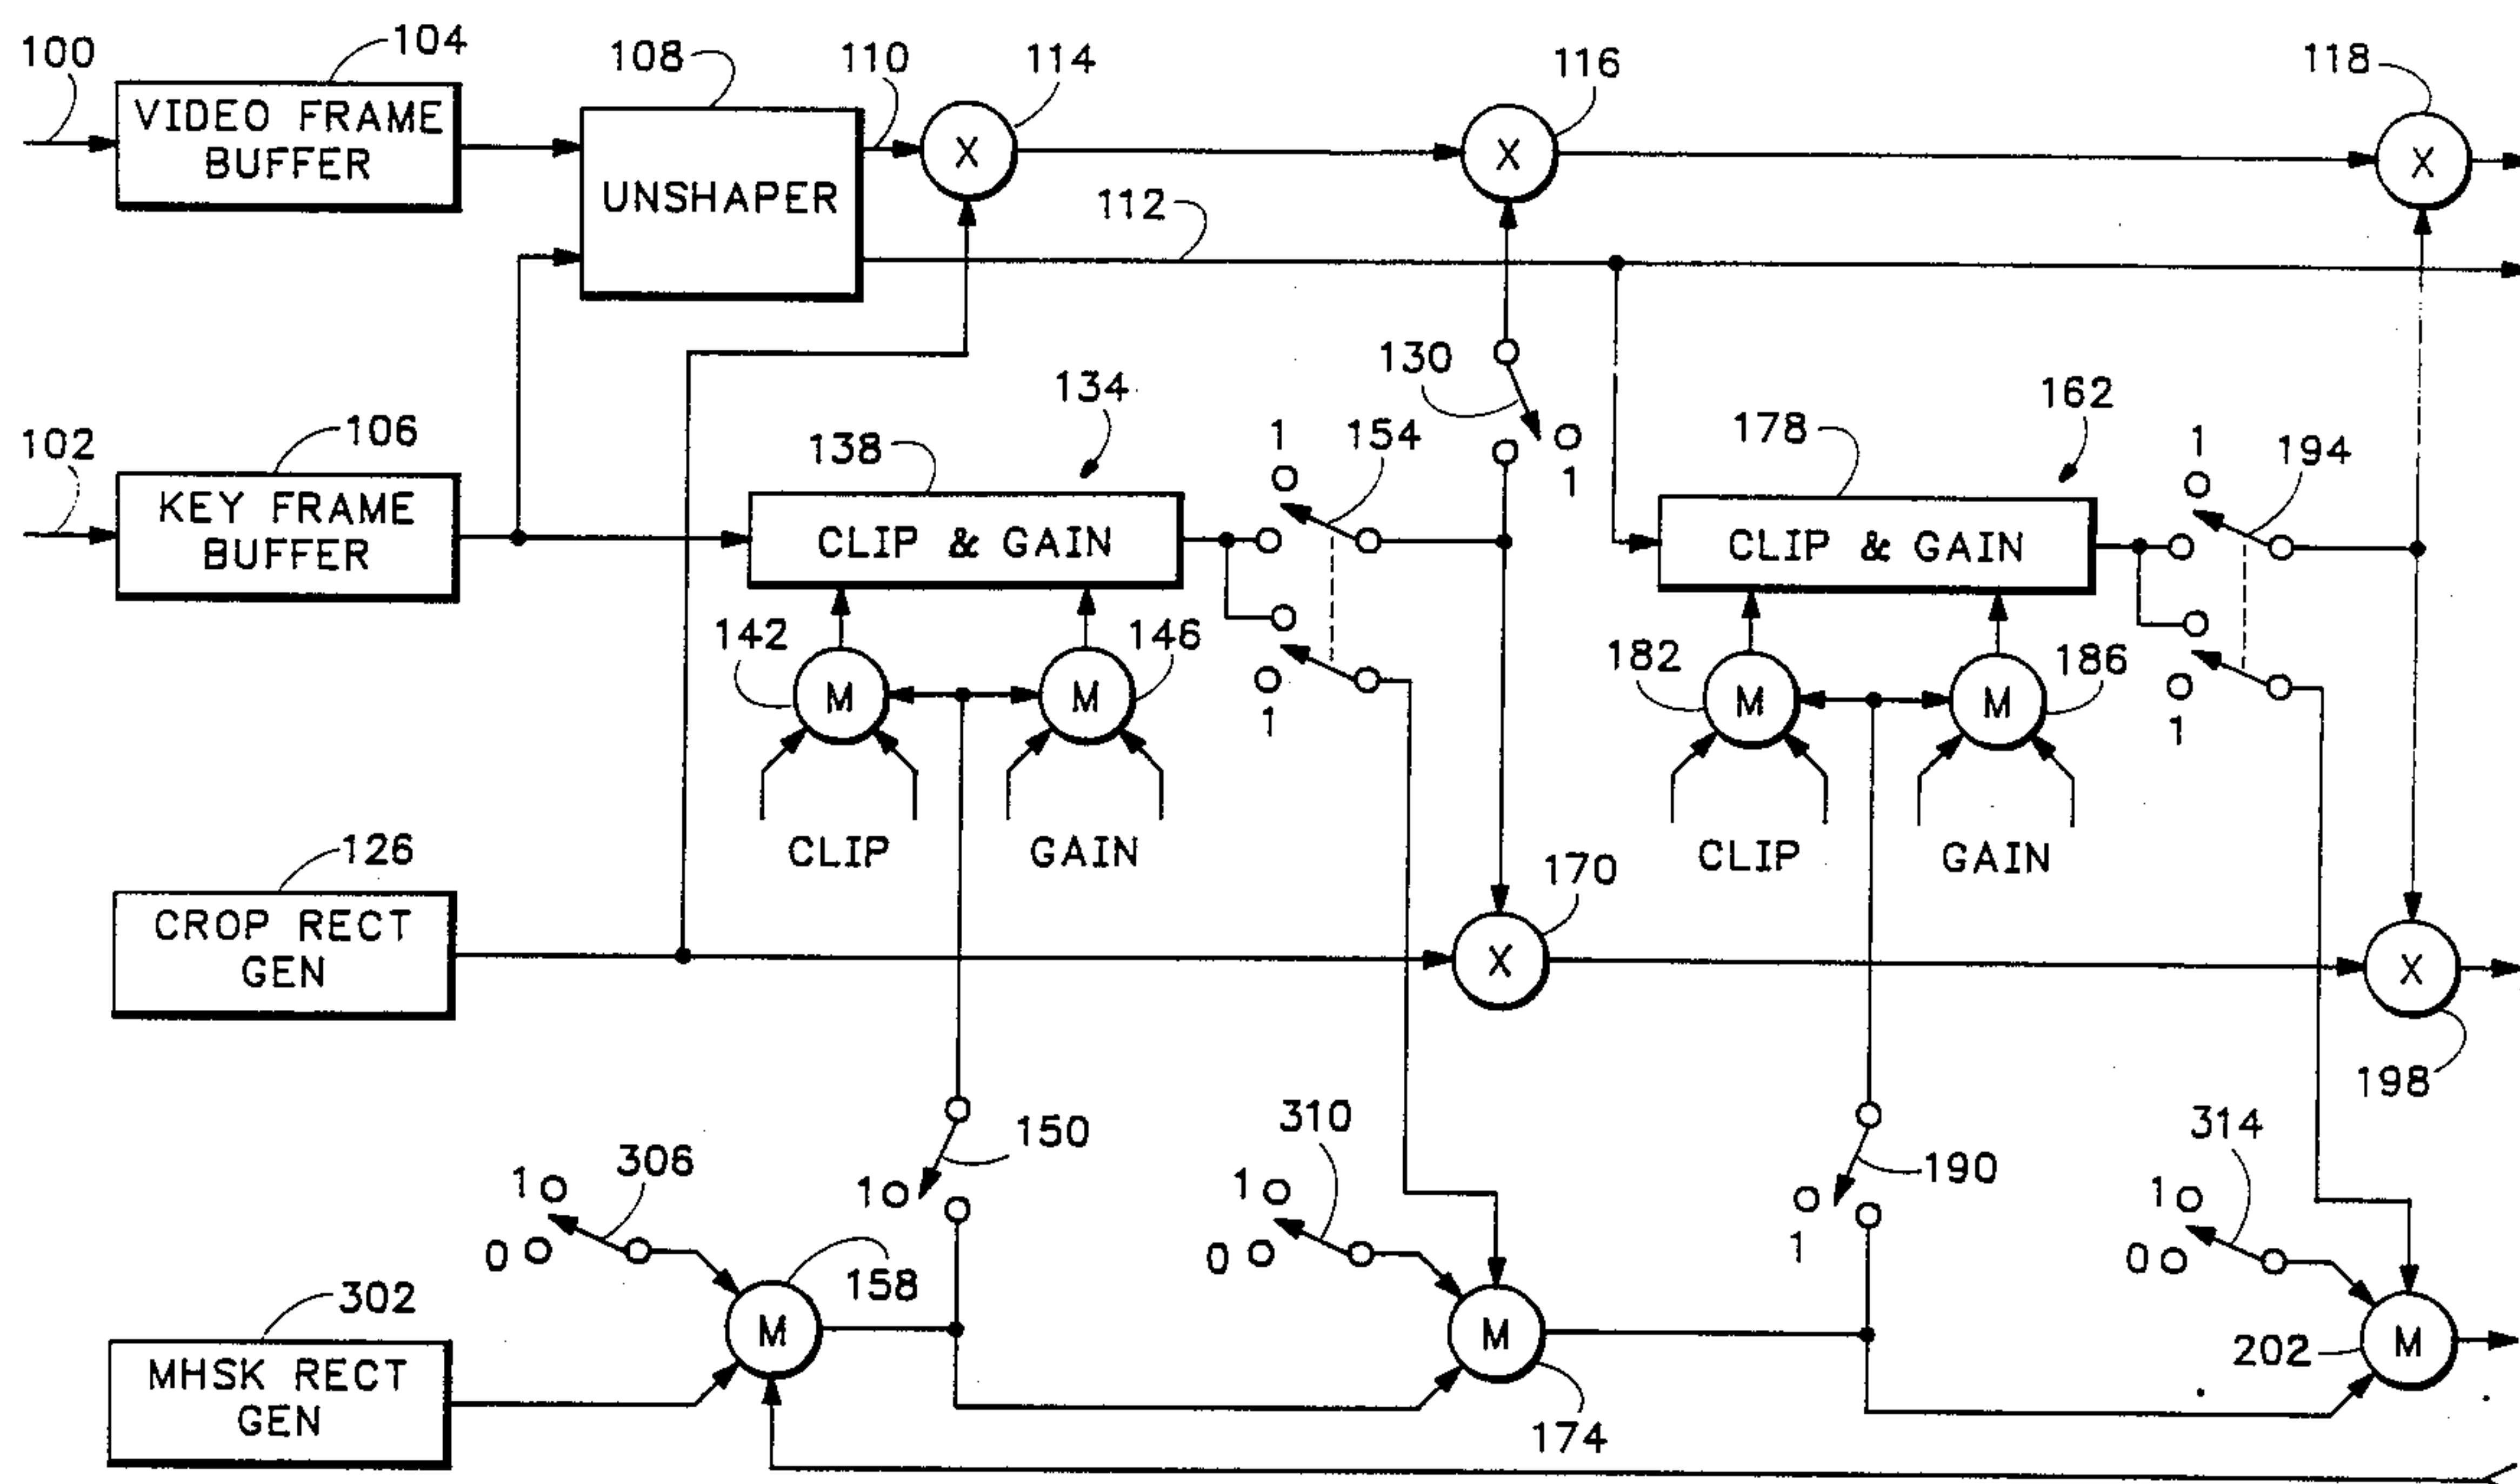 100
104
108
110
114
116
118
VIDEO FRAME
BUFFER
X
X
X
UNSHAPER
112
102
106
134
130
1
154
162
1
194
138
1
178
KEY FRAME
BUFFER
CLIP & GAIN
CLIP & GAIN
142
146
182
186
M
M
M
M
1
1
CLIP
GAIN
CLIP
GAIN
126
170
CROP RECT
GEN
X
X
198
306
150
310
190
314
1
1
1
1
0
0
1
0
302
158
MHSK RECT
GEN
M
M
M
202
174